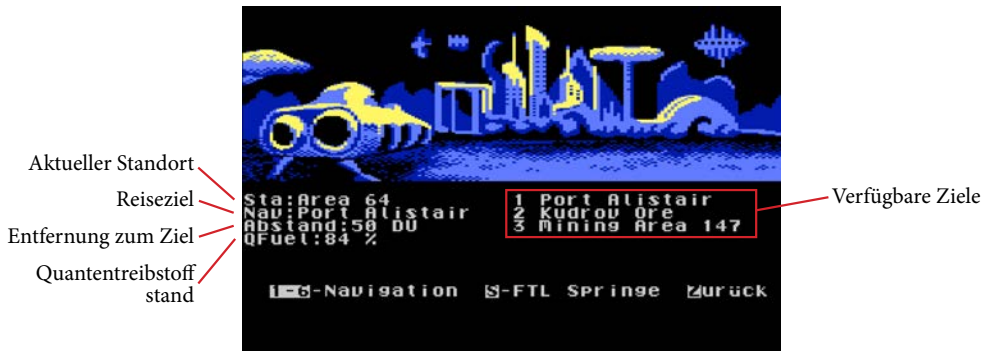 Aktueller Standort
Reiseziel
Entfernung zum Ziel
Quantentreibstoff
stand
Sta:Area 64
Nav:Port Alistair
Abstand:50 DU
QFuel:84 %
1 Port Alistair
2 Kudrov Ore
3 Mining Area 147
Verfügbare Ziele
1-6-Navigation S-FTL Springe Zurück